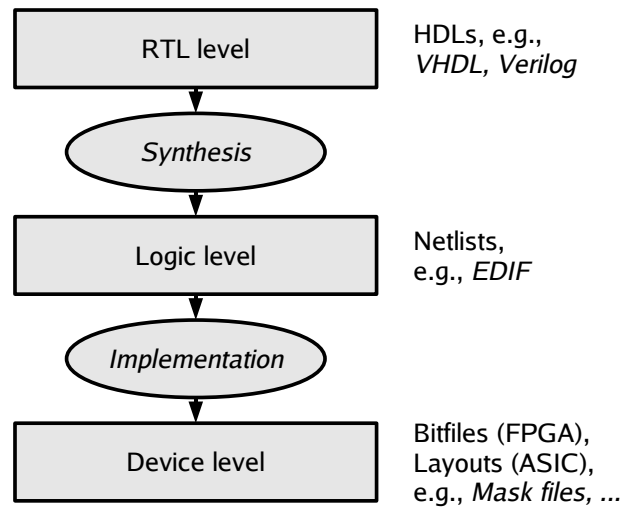 RTL level
HDLs, e.g.,
VHDL, Verilog
Synthesis
Logic level
Netlists,
e.g., EDIF
Implementation
Device level
Bitfiles (FPGA),
Layouts (ASIC),
e.g., Mask files, ...